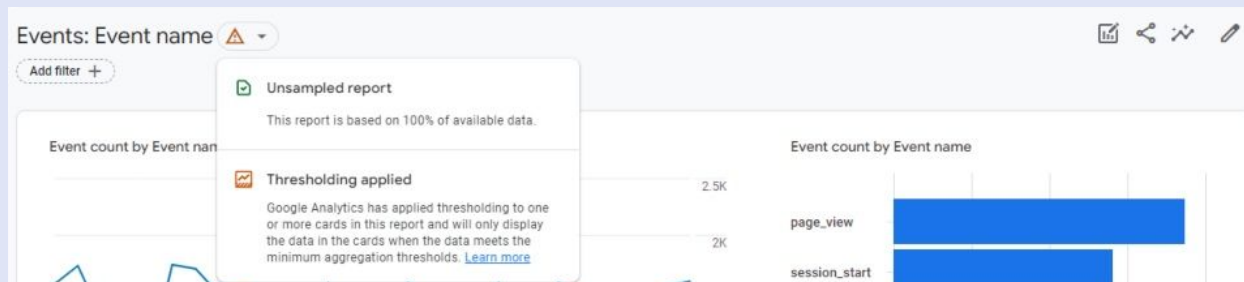 Events: Event name
Add filter +
Unsampled report
This report is based on 100% of available data.
Thresholding applied
Google Analytics has applied thresholding to one
or more cards in this report and will only display
the data in the cards when the data meets the
minimum aggregation thresholds. Learn more
Event count by Event nan
2.5K
2K
Event count by Event name
page_view
session_start